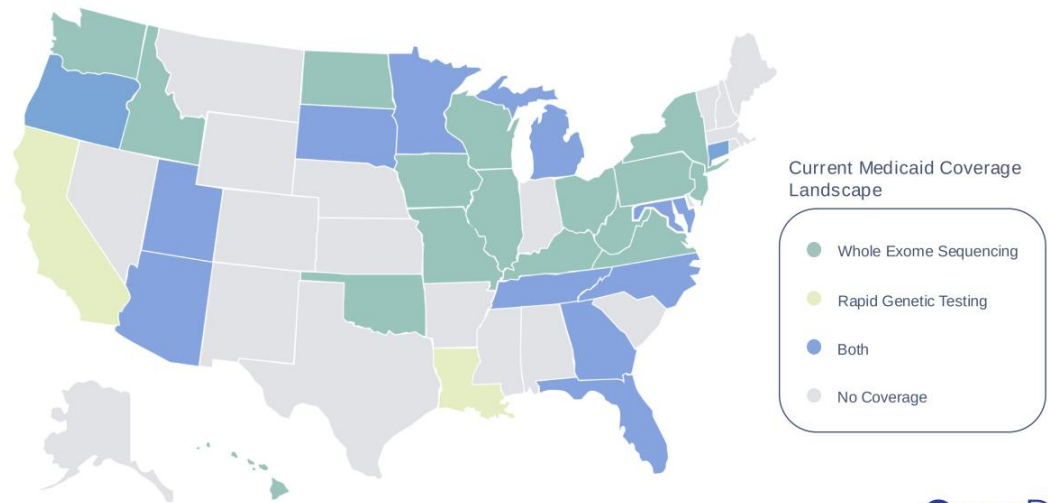 Current Medicaid Coverage
Landscape
Whole Exome Sequencing
Rapid Genetic Testing
Both
No Coverage